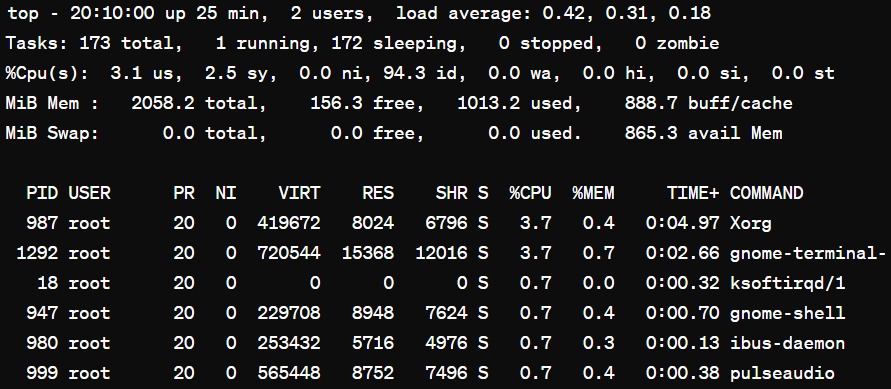 top - 20:10:00 up 25 min,  2 users,  load average: 0.42, 0.31, 0.18
Tasks: 173 total,   1 running, 172 sleeping,   0 stopped,   0 zombie
%Cpu(s):  3.1 us,  2.5 sy,  0.0 ni, 94.3 id,  0.0 wa,  0.0 hi,  0.0 si,  0.0 st
MiB Mem :   2058.2 total,    156.3 free,   1013.2 used,    888.7 buff/cache
MiB Swap:      0.0 total,      0.0 free,      0.0 used.    865.3 avail Mem
PID USER      PR  NI    VIRT    RES    SHR S  %CPU  %MEM     TIME+ COMMAND
987 root      20   0  419672   8024   6796 S   3.7   0.4   0:04.97 Xorg
1292 root      20   0  720544  15368  12016 S   3.7   0.7   0:02.66 gnome-terminal-
18 root      20   0       0      0      0 S   0.7   0.0   0:00.32 ksoftirqd/1
947 root      20   0  229708   8948   7624 S   0.7   0.4   0:00.70 gnome-shell
980 root      20   0  253432   5716   4976 S   0.7   0.3   0:00.13 ibus-daemon
999 root      20   0  565448   8752   7496 S   0.7   0.4   0:00.38 pulseaudio